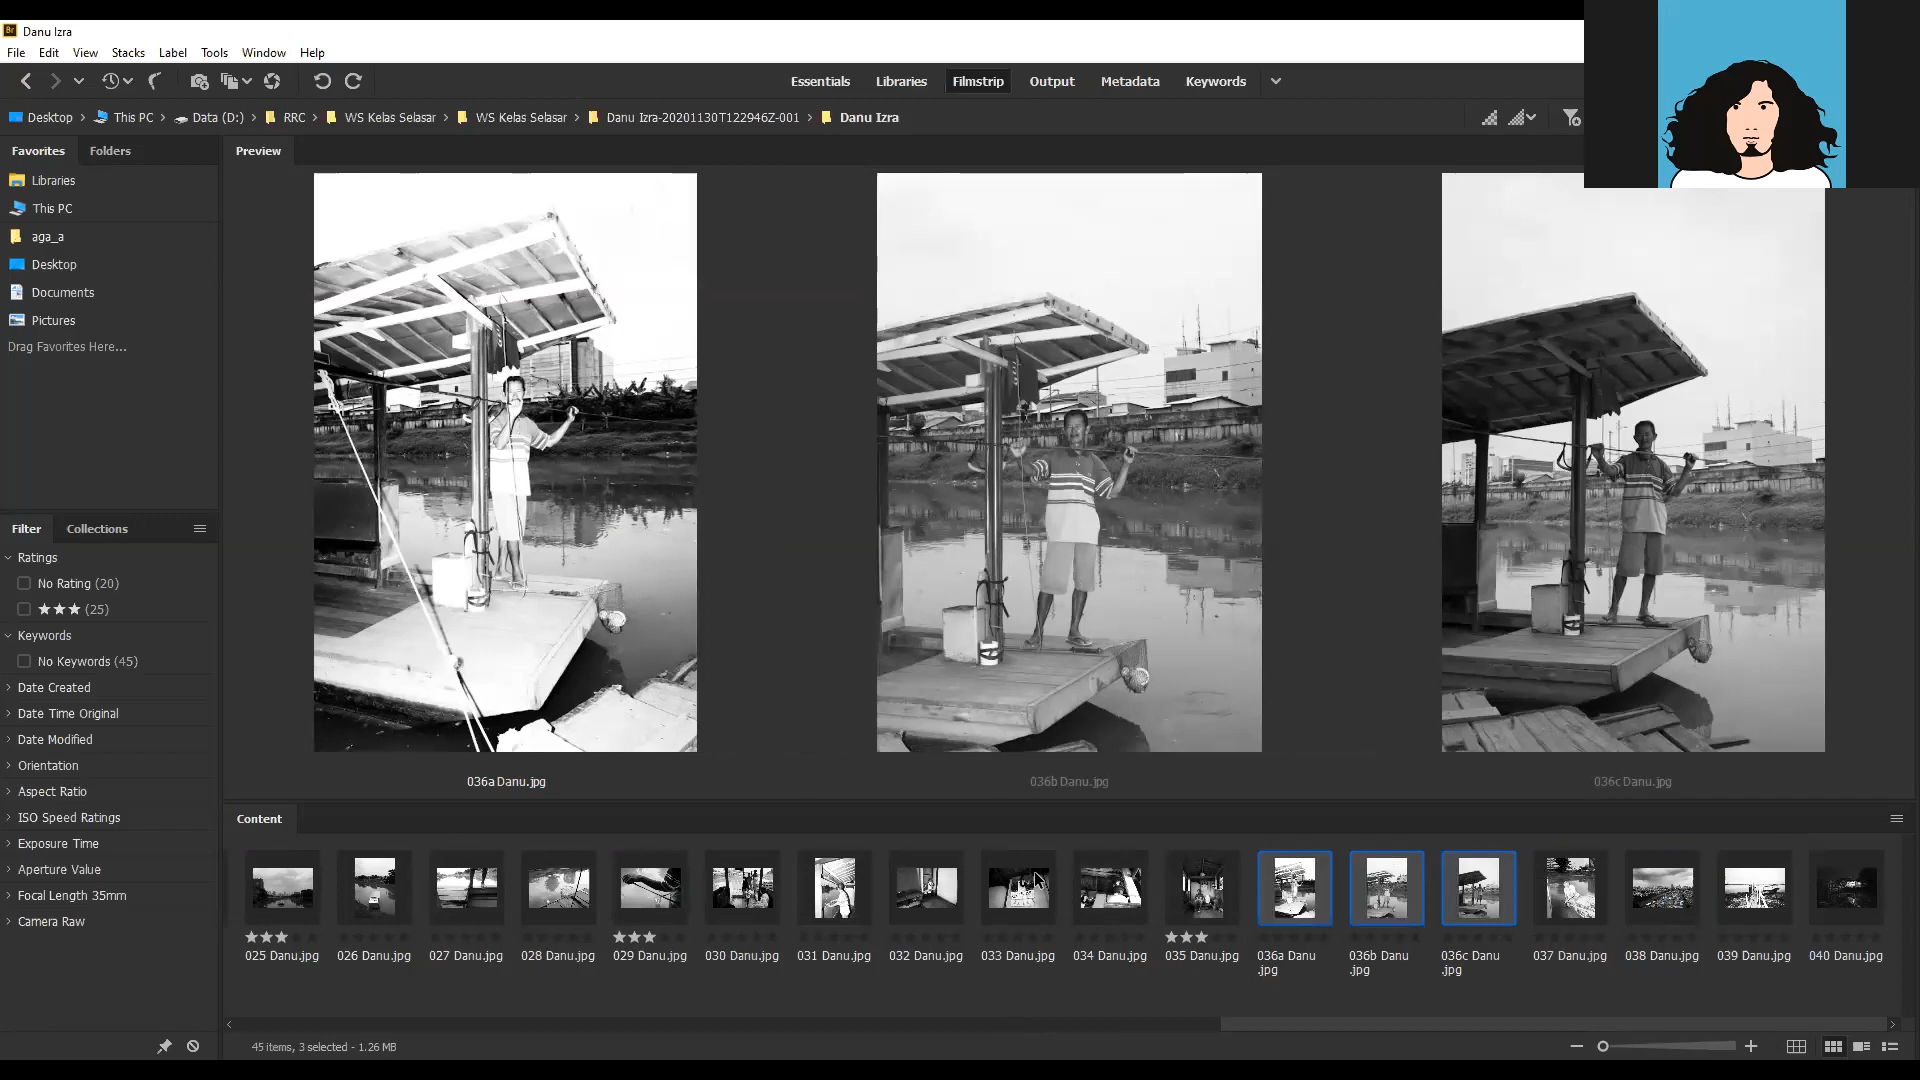 Br Danu Izra
File Edit View Stacks Label Tools Window Help
Essentials Libraries Filmstrip Output Metadata Keywords
Desktop This PC Data (D:) RRC WS Kelas Selasar WS Kelas Selasar Danu Izra-20201130T122946Z-001 Danu Izra
Favorites Folders
Preview
Libraries
This PC
aga_a
Desktop
Documents
Pictures
Drag Favorites Here...
Filter Collections
Ratings
No Rating (20)
★★★ (25)
Keywords
No Keywords (45)
Date Created
Date Time Original
Date Modified
Orientation
Aspect Ratio
ISO Speed Ratings
Exposure Time
Aperture Value
Focal Length 35mm
Camera Raw
036a Danu.jpg 036b Danu.jpg 036c Danu.jpg
Content
025 Danu.jpg 026 Danu.jpg 027 Danu.jpg 028 Danu.jpg 029 Danu.jpg 030 Danu.jpg 031 Danu.jpg 032 Danu.jpg 033 Danu.jpg 034 Danu.jpg 035 Danu.jpg 036a Danu 036b Danu 036c Danu 037 Danu.jpg 038 Danu.jpg 039 Danu.jpg 040 Danu.jpg
.jpg .jpg .jpg
45 items, 3 selected - 1.26 MB